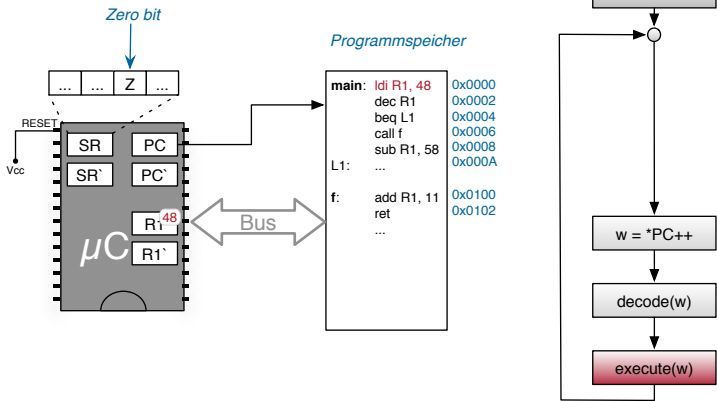 Zero bit
... ... Z ...
RESET
Vcc
SR PC
SR` PC`
R1 48
R1`
µC
Bus
Programmspeicher
main: ldi R1, 48 0x0000
dec R1 0x0002
beq L1 0x0004
call f 0x0006
sub R1, 58 0x0008
L1: ... 0x000A
f: add R1, 11 0x0100
ret 0x0102
...
w = *PC++
decode(w)
execute(w)